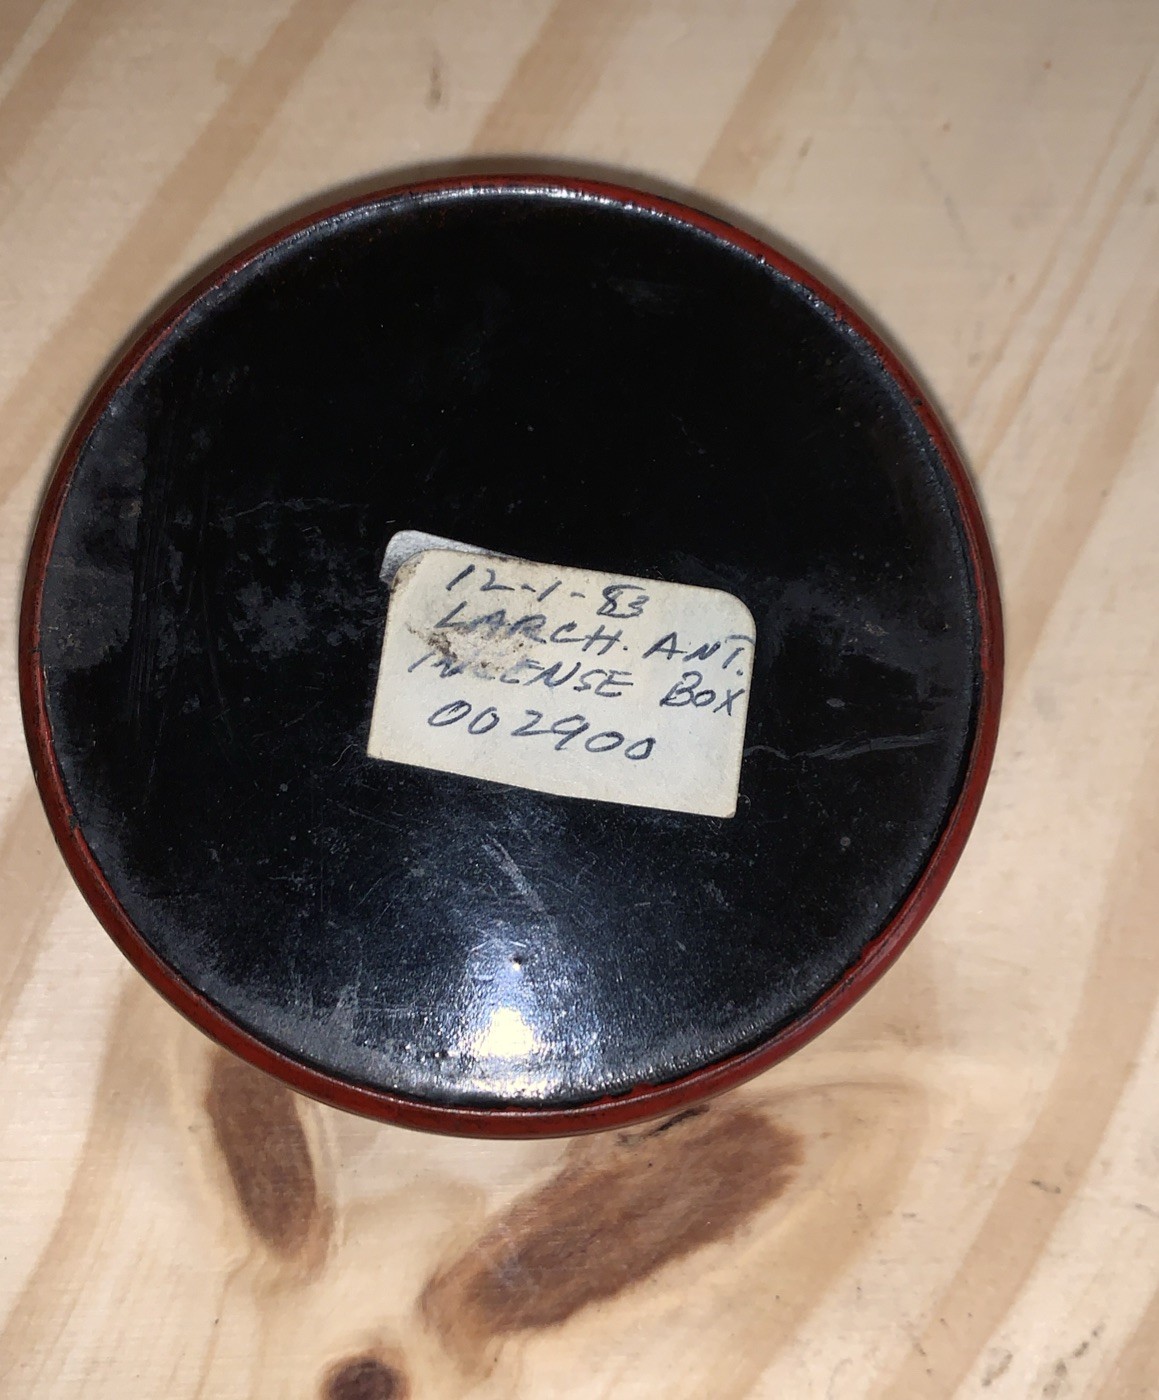 12-1-83
LARCH. ANT.
INCENSE BOX
002900